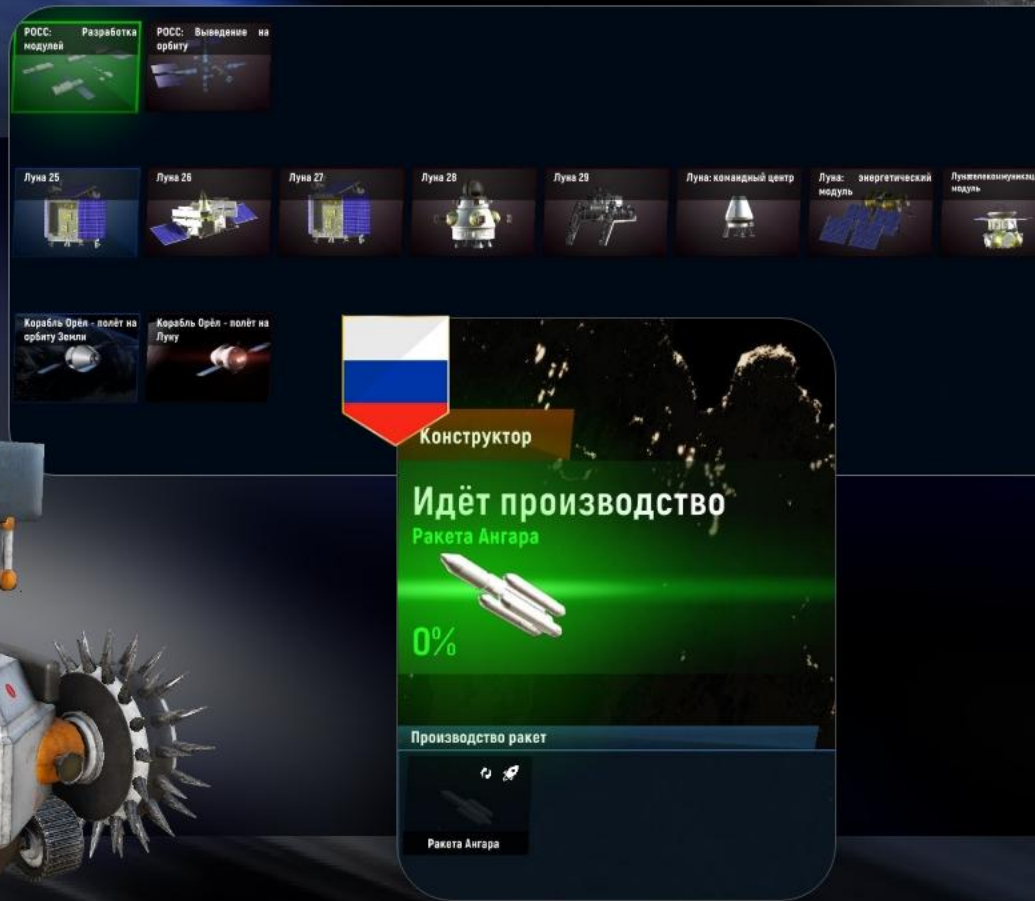 РОСС: Разработка
модулей
РОСС: Выведение на
орбиту
Луна 25
Луна 26
Луна 27
Луна 28
Луна 29
Луна: командный центр
Луна: энергетический
модуль
модуль
Корабль Орёл - полёт на
орбиту Земли
Корабль Орёл - полёт на
Луну
Конструктор
Идёт производство
Ракета Ангара
0%
Производство ракет
Ракета Ангара